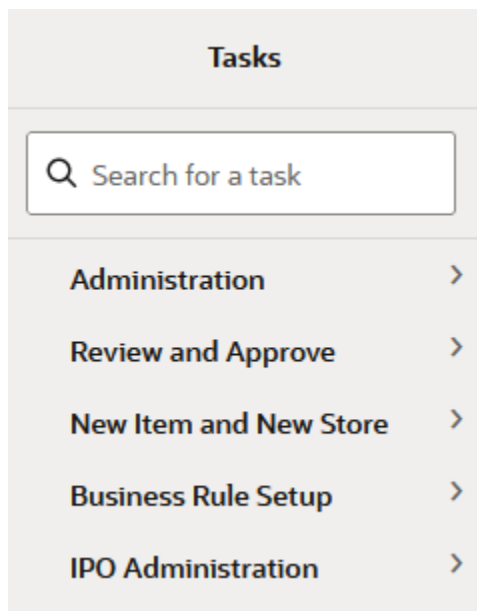 Tasks
Search for a task
Administration
Review and Approve
New Item and New Store
Business Rule Setup
IPO Administration